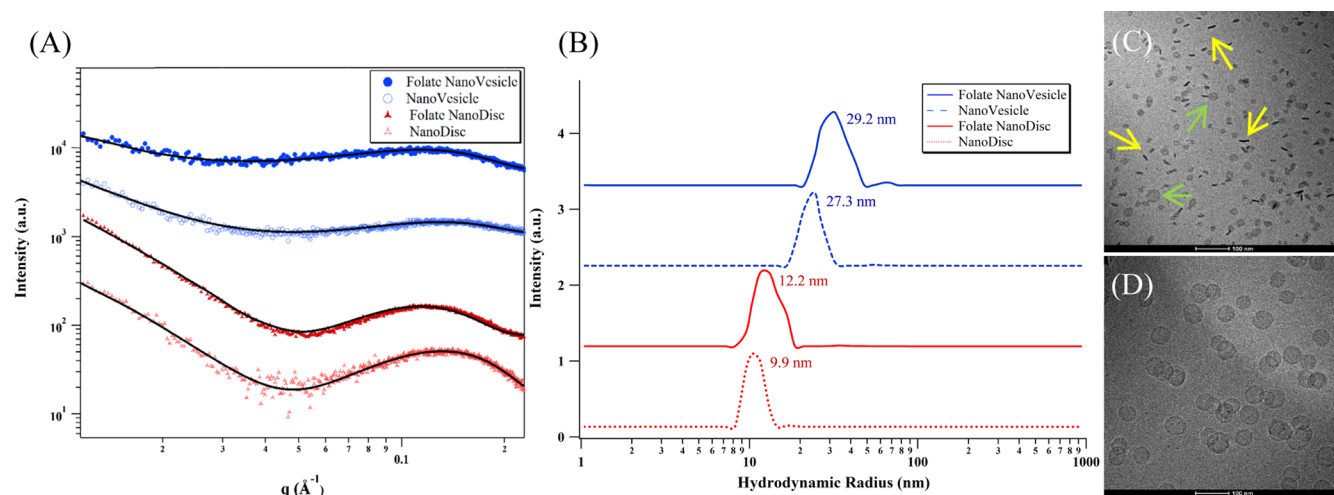 (A)
Folate NanoVesicle
NanoVesicle
Folate NanoDisc
NanoDisc
Intensity (a.u.)
10^4
10^3
10^2
10^1
2
3
4
5
6
7
8
9
0.1
2
q (Å^-1)
(B)
Folate NanoVesicle
NanoVesicle
Folate NanoDisc
NanoDisc
29.2 nm
27.3 nm
12.2 nm
9.9 nm
Intensity (a.u.)
4
3
2
1
0
1
2
3
4
5
6
7
8
9
10
2
3
4
5
6
7
8
9
100
2
3
4
5
6
7
8
9
1000
Hydrodynamic Radius (nm)
(C)
100 nm
(D)
100 nm